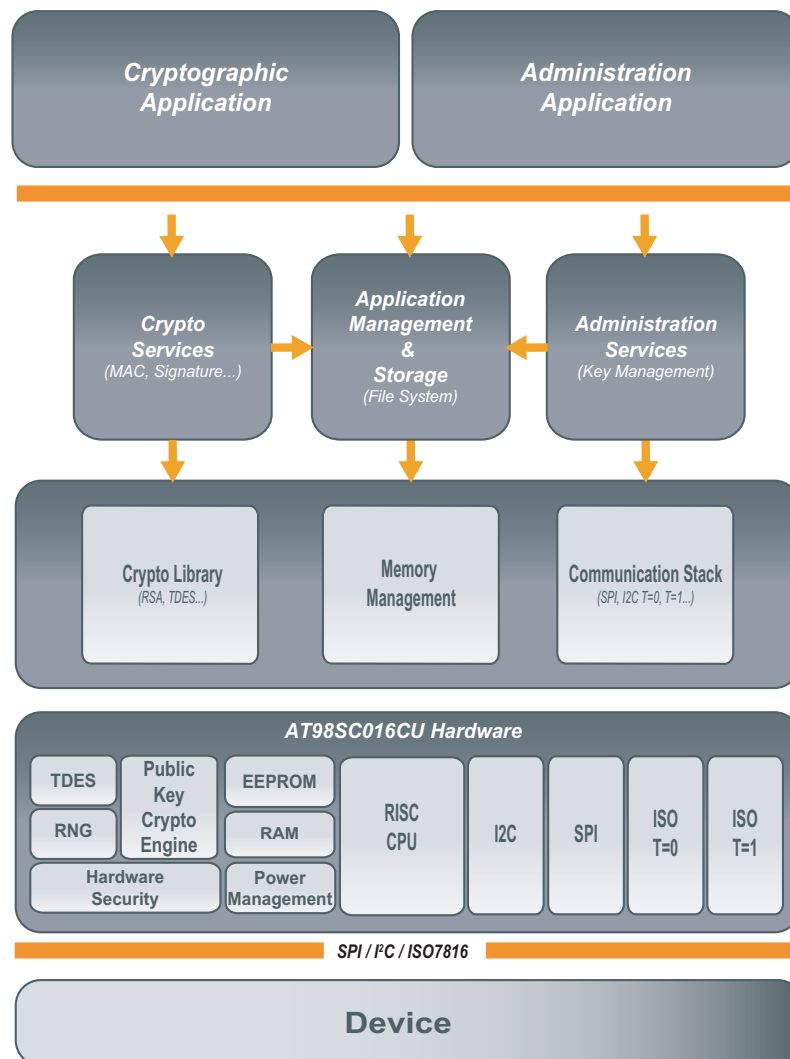 Cryptographic
Application
Administration
Application
Crypto
Services
(MAC, Signature...)
Application
Management
&
Storage
(File System)
Administration
Services
(Key Management)
Crypto Library
(RSA, TDES...)
Memory
Management
Communication Stack
(SPI, I2C T=0, T=1...)
AT98SC016CU Hardware
TDES
RNG
Public
Key
Crypto
Engine
Hardware
Security
EEPROM
RAM
Power
Management
RISC
CPU
I2C
SPI
ISO
T=0
ISO
T=1
SPI / I²C / ISO7816
Device